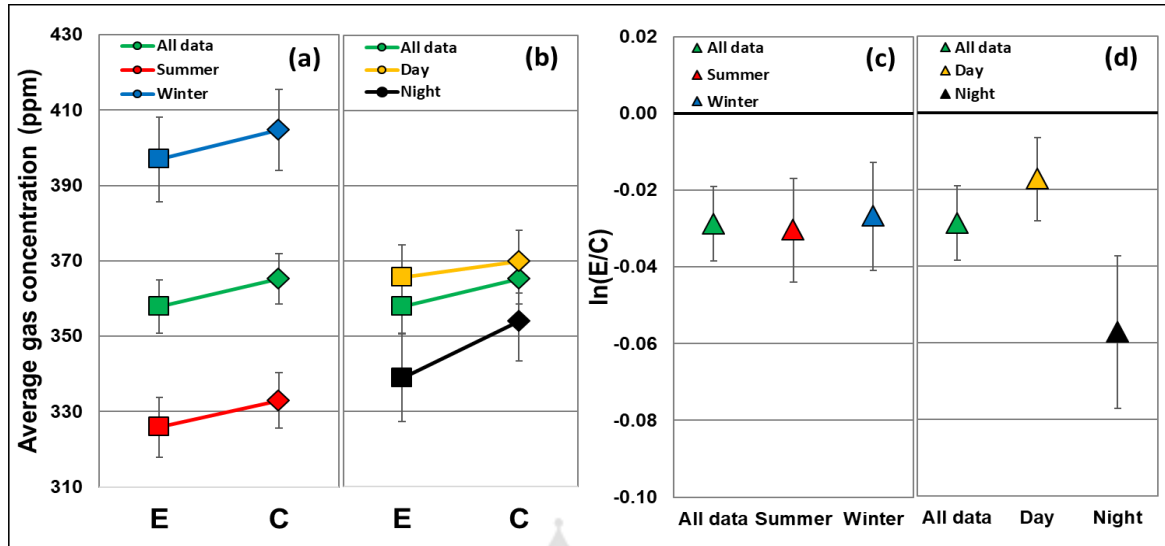 Average gas concentration (ppm)
430
410
390
370
350
330
310
All data
Summer
Winter
(a)
E C
All data
Day
Night
(b)
E C
ln(E/C)
0.02
0.00
-0.02
-0.04
-0.06
-0.08
-0.10
All data
Summer
Winter
(c)
All data Summer Winter
All data
Day
Night
(d)
All data Day Night